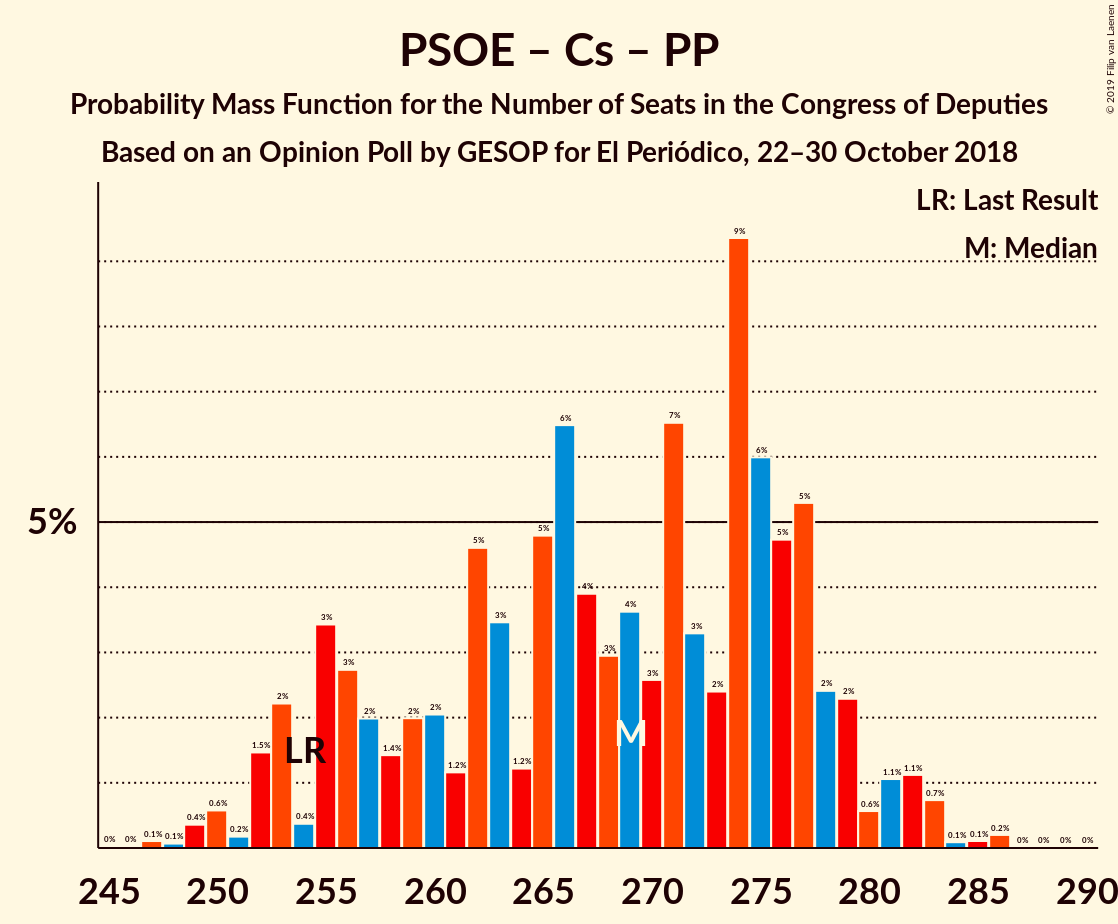 PSOE – Cs – PP
Probability Mass Function for the Number of Seats in the Congress of Deputies
Based on an Opinion Poll by GESOP for El Periódico, 22–30 October 2018
© 2019 Filip van Laenen
LR: Last Result
M: Median
5%
0% 0% 0.1% 0.1% 0.4% 0.6% 0.2% 1.5% 2% 0.4% 3% 3% 2% 1.4% 2% 2% 1.2% 5% 3% 1.2% 5% 6% 4% 3% 4% 3% 7% 3% 2% 9% 6% 5% 5% 2% 2% 0.6% 1.1% 1.1% 0.7% 0.1% 0.1% 0.2% 0% 0% 0% 0%
LR
M
245 250 255 260 265 270 275 280 285 290